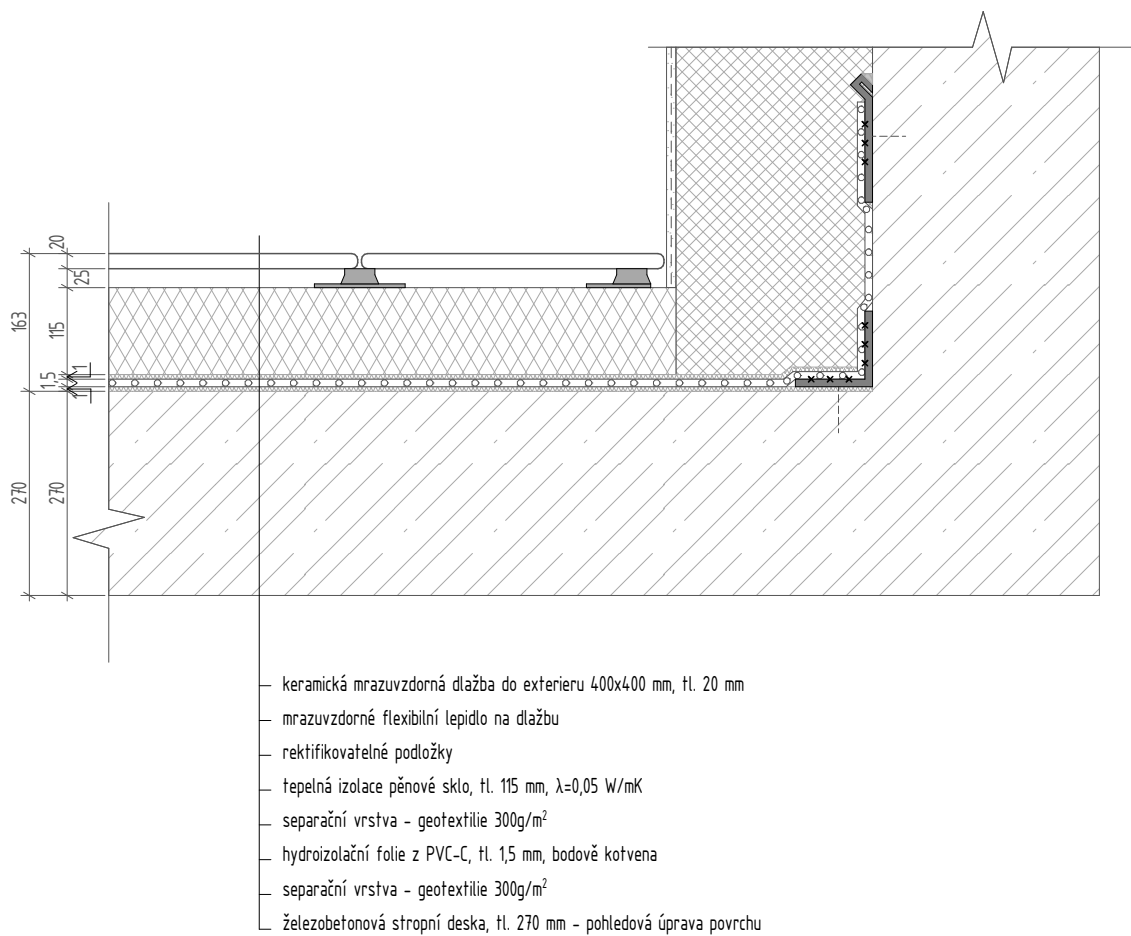 20
25
163
115
1
1,5
1
270
270
keramická mrazuvzdorná dlažba do exterieru 400x400 mm, tl. 20 mm
mrazuvzdorné flexibilní lepidlo na dlažbu
rektifikovatelné podložky
tepelná izolace pěnové sklo, tl. 115 mm, λ=0,05 W/mK
separační vrstva - geotextilie 300g/m²
hydroizolační folie z PVC-C, tl. 1,5 mm, bodově kotvena
separační vrstva - geotextilie 300g/m²
železobetonová stropní deska, tl. 270 mm - pohledová úprava povrchu